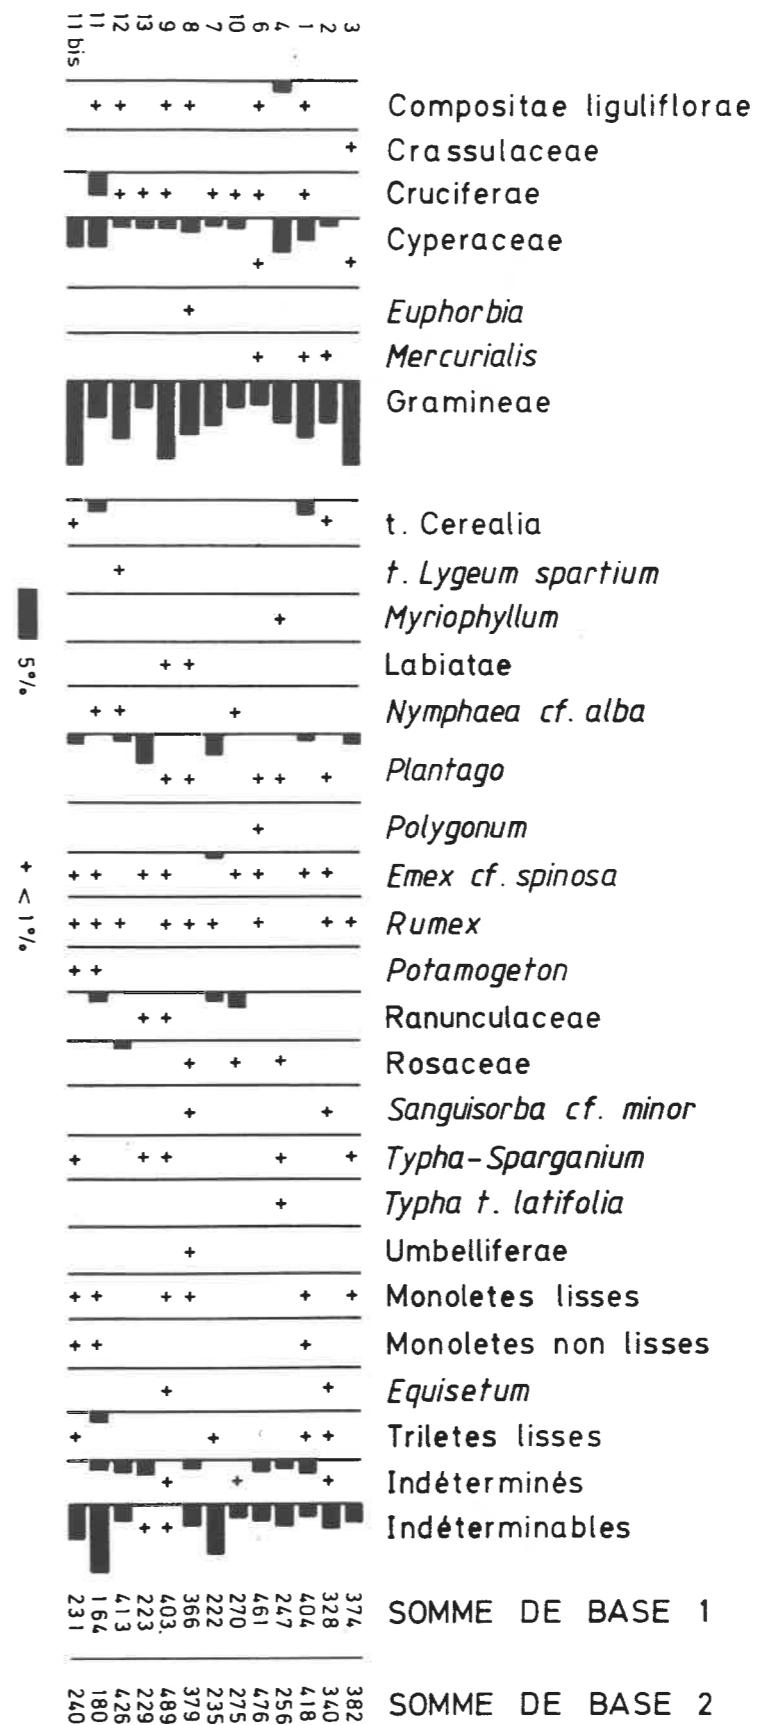 11 bis 11 12 13 9 8 7 10 6 4 1 2 3
Compositae liguliflorae
Crassulaceae
Cruciferae
Cyperaceae
Euphorbia
Mercurialis
Gramineae
t. Cerealia
t. Lygeum spartium
Myriophyllum
Labiatae
Nymphaea cf. alba
Plantago
Polygonum
Emex cf. spinosa
Rumex
Potamogeton
Ranunculaceae
Rosaceae
Sanguisorba cf. minor
Typha-Sparganium
Typha t. latifolia
Umbelliferae
Monoletes lisses
Monoletes non lisses
Equisetum
Triletes lisses
Indéterminés
Indéterminables
5%
+ < 1%
231 164 413 223 403. 366 222 270 461 247 404 328 374
SOMME DE BASE 1
240 180 426 229 489 379 235 275 476 256 418 340 382
SOMME DE BASE 2